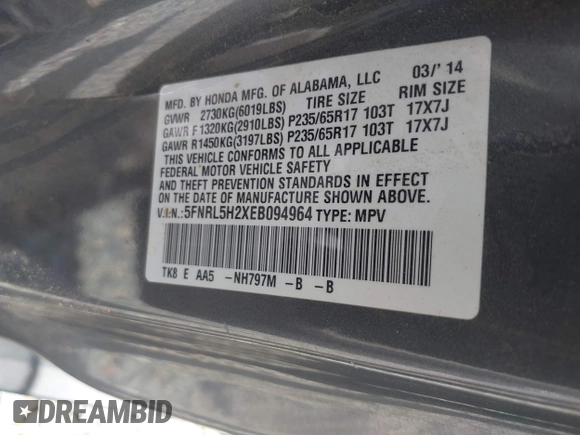 MFD. BY HONDA MFG. OF ALABAMA, LLC 03/' 14
GVWR 2730KG(6019LBS) TIRE SIZE RIM SIZE
GAWR F1320KG(2910LBS) P235/65R17 103T 17X7J
GAWR R1450KG(3197LBS) P235/65R17 103T 17X7J
THIS VEHICLE CONFORMS TO ALL APPLICABLE
FEDERAL MOTOR VEHICLE SAFETY
AND THEFT PREVENTION STANDARDS IN EFFECT
ON THE DATE OF MANUFACTURE SHOWN ABOVE.
V.I.N.:5FNRL5H2XEB094964 TYPE: MPV
TK8 E AA5 -NH797M -B -B
DREAMBID